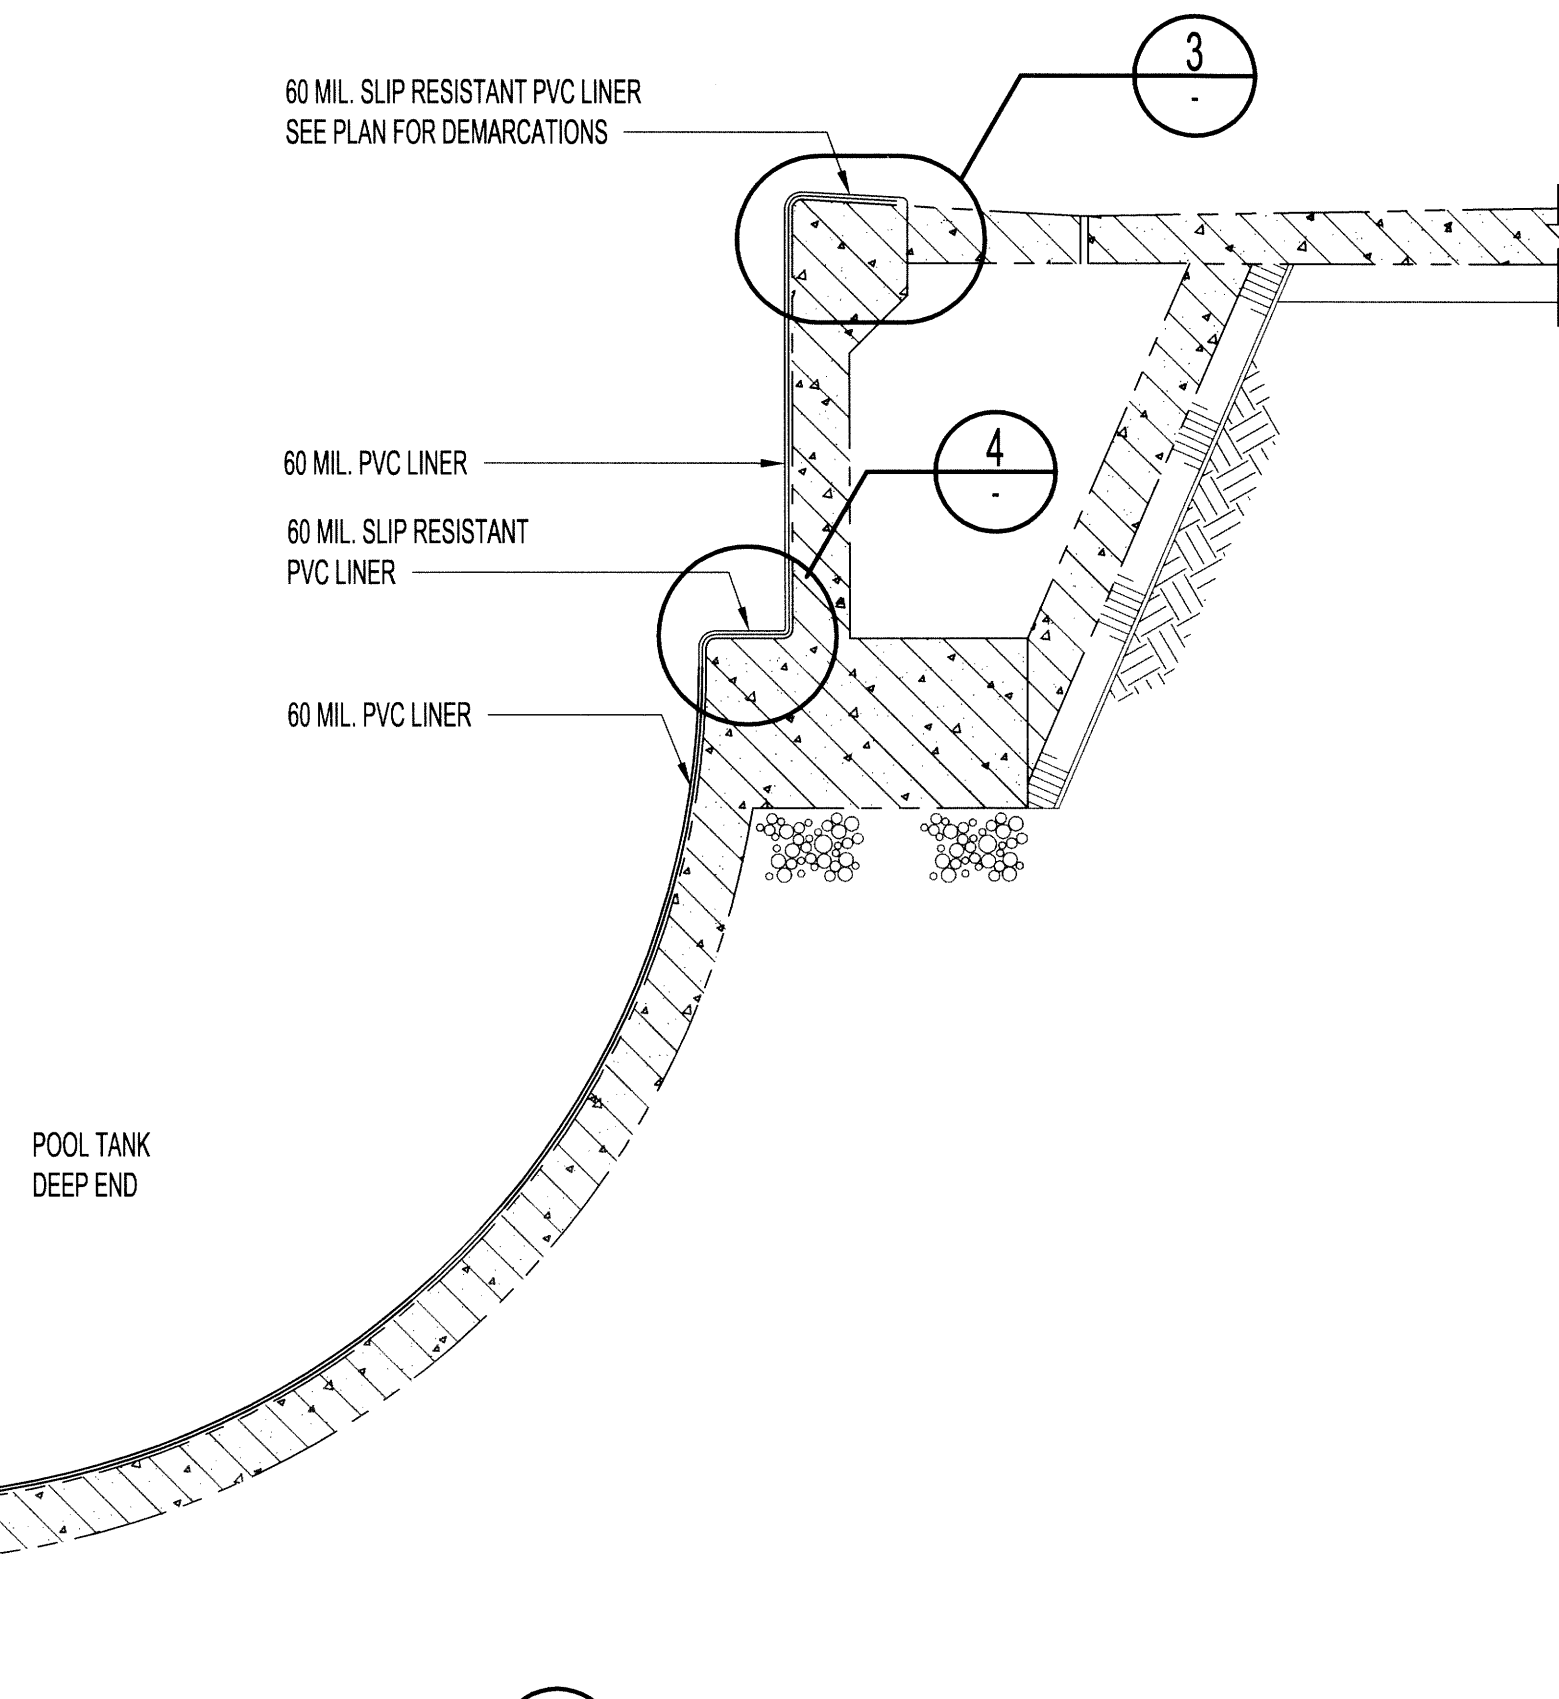 3
-
60 MIL. SLIP RESISTANT PVC LINER
SEE PLAN FOR DEMARCATIONS
4
-
60 MIL. PVC LINER
60 MIL. SLIP RESISTANT
PVC LINER
60 MIL. PVC LINER
POOL TANK
DEEP END